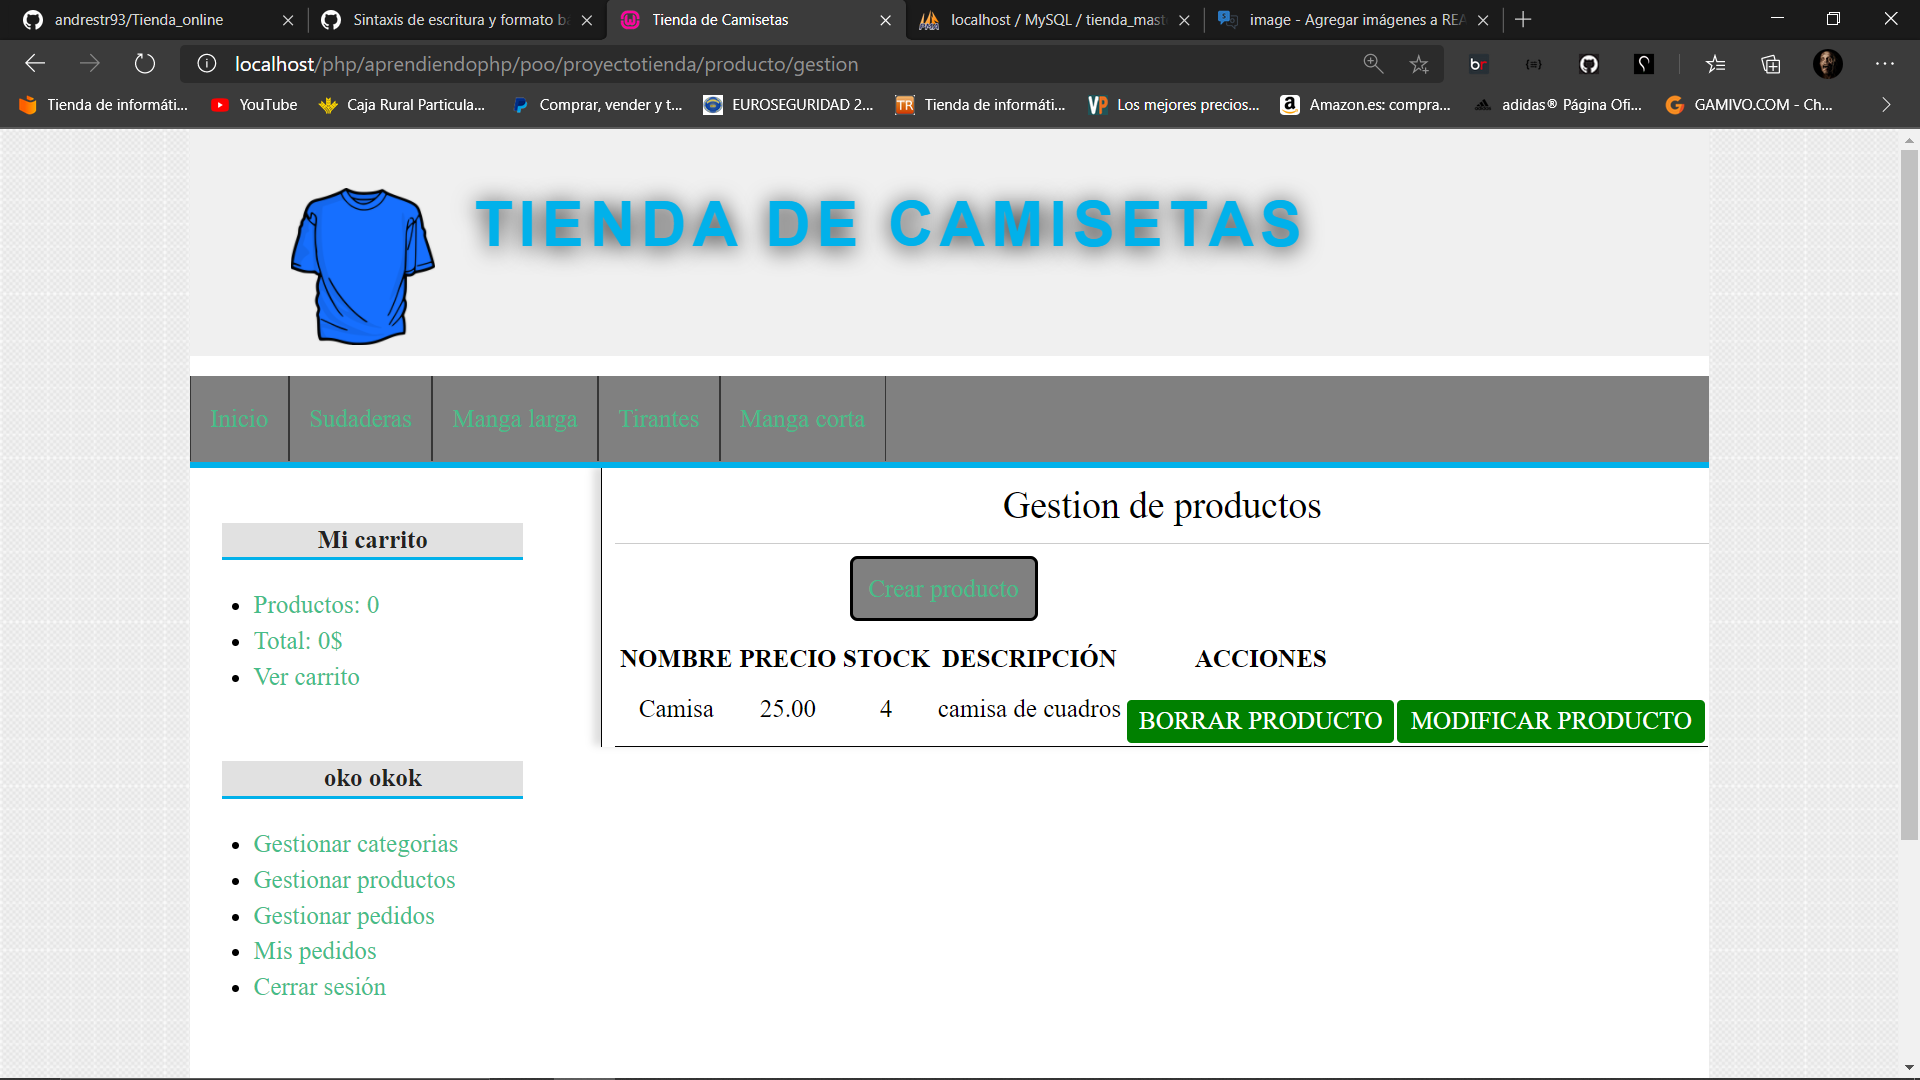 andrestr93/Tienda_online
Sintaxis de escritura y formato b
Tienda de Camisetas
localhost / MySQL / tienda_mast
image - Agregar imágenes a REA
localhost/php/aprendiendophp/poo/proyectotienda/producto/gestion
br
Tienda de informáti...
YouTube
Caja Rural Particula...
Comprar, vender y t...
EUROSEGURIDAD 2...
TR
Tienda de informáti...
VP
Los mejores precios...
Amazon.es: compra...
adidas® Página Ofi...
GAMIVO.COM - Ch...
TIENDA DE CAMISETAS
Inicio
Sudaderas
Manga larga
Tirantes
Manga corta
Mi carrito
Productos: 0
Total: 0$
Ver carrito
oko okok
Gestionar categorias
Gestionar productos
Gestionar pedidos
Mis pedidos
Cerrar sesión
Gestion de productos
Crear producto
NOMBRE PRECIO STOCK DESCRIPCIÓN ACCIONES
Camisa 25.00 4 camisa de cuadros BORRAR PRODUCTO MODIFICAR PRODUCTO